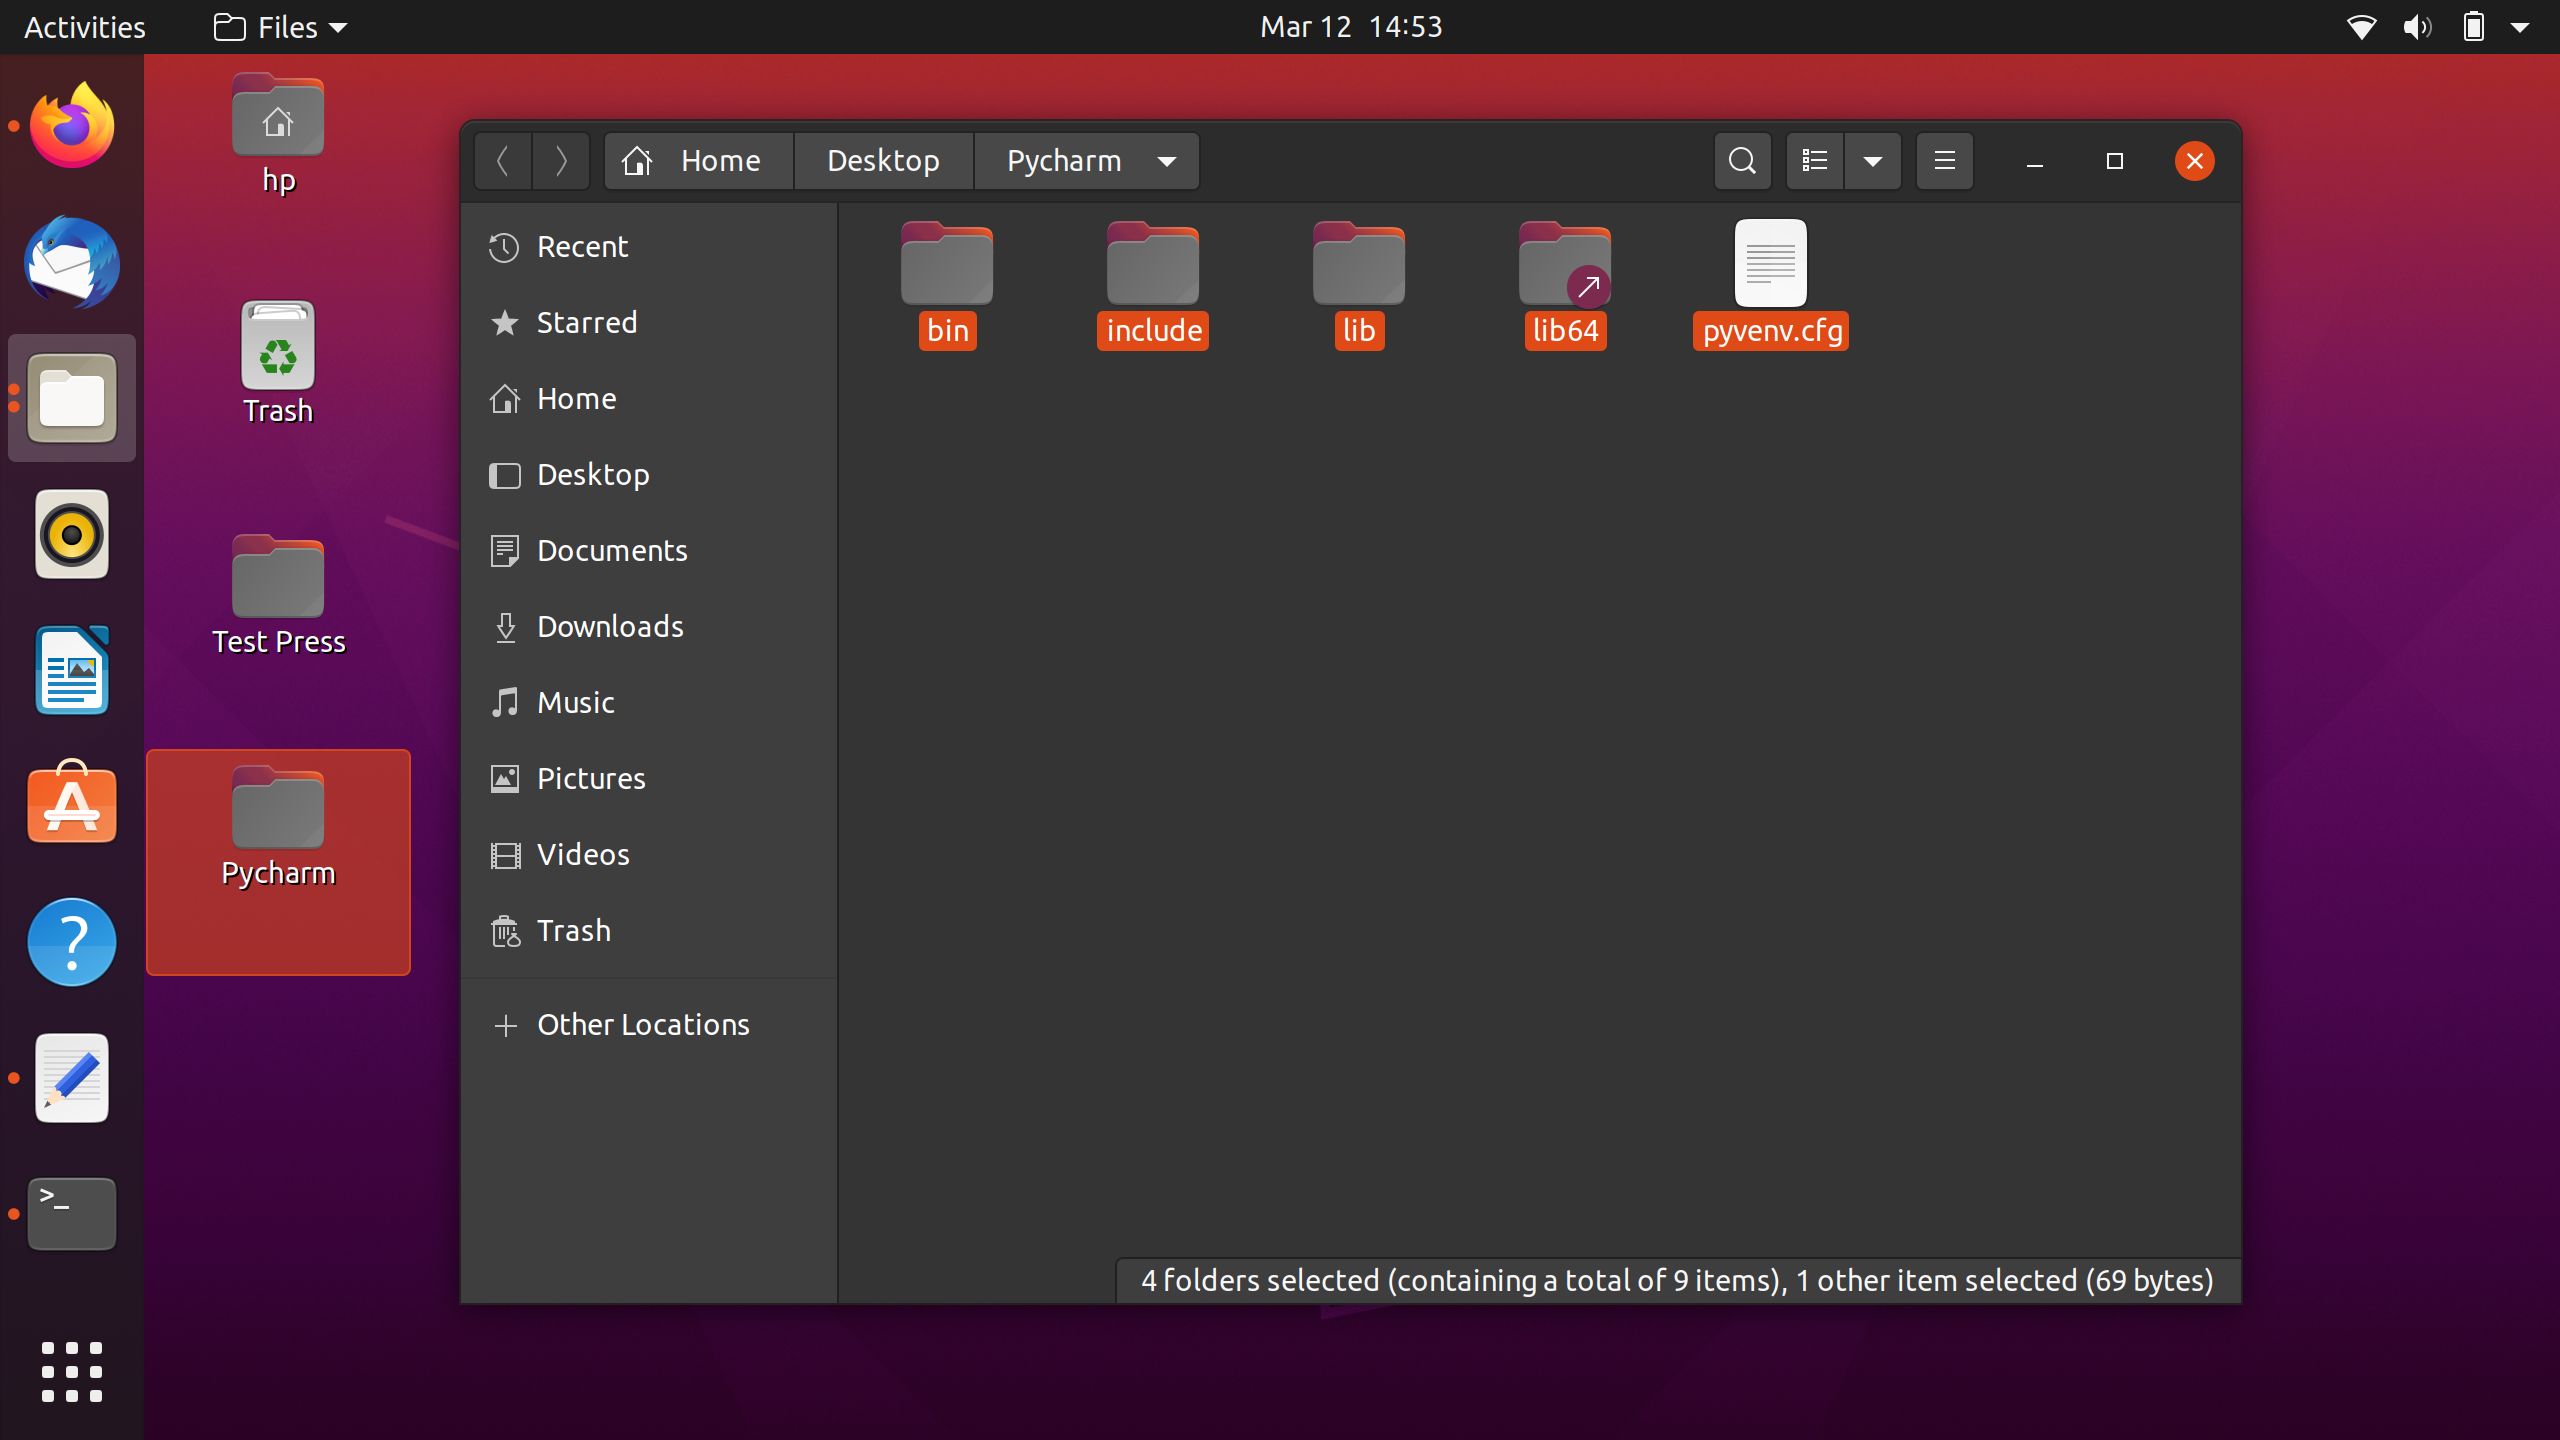 Activities
Files
Mar 12 14:53
hp
Trash
Test Press
Pycharm
Home
Desktop
Pycharm
Recent
Starred
Home
Desktop
Documents
Downloads
Music
Pictures
Videos
Trash
Other Locations
bin
include
lib
lib64
pyvenv.cfg
4 folders selected (containing a total of 9 items), 1 other item selected (69 bytes)